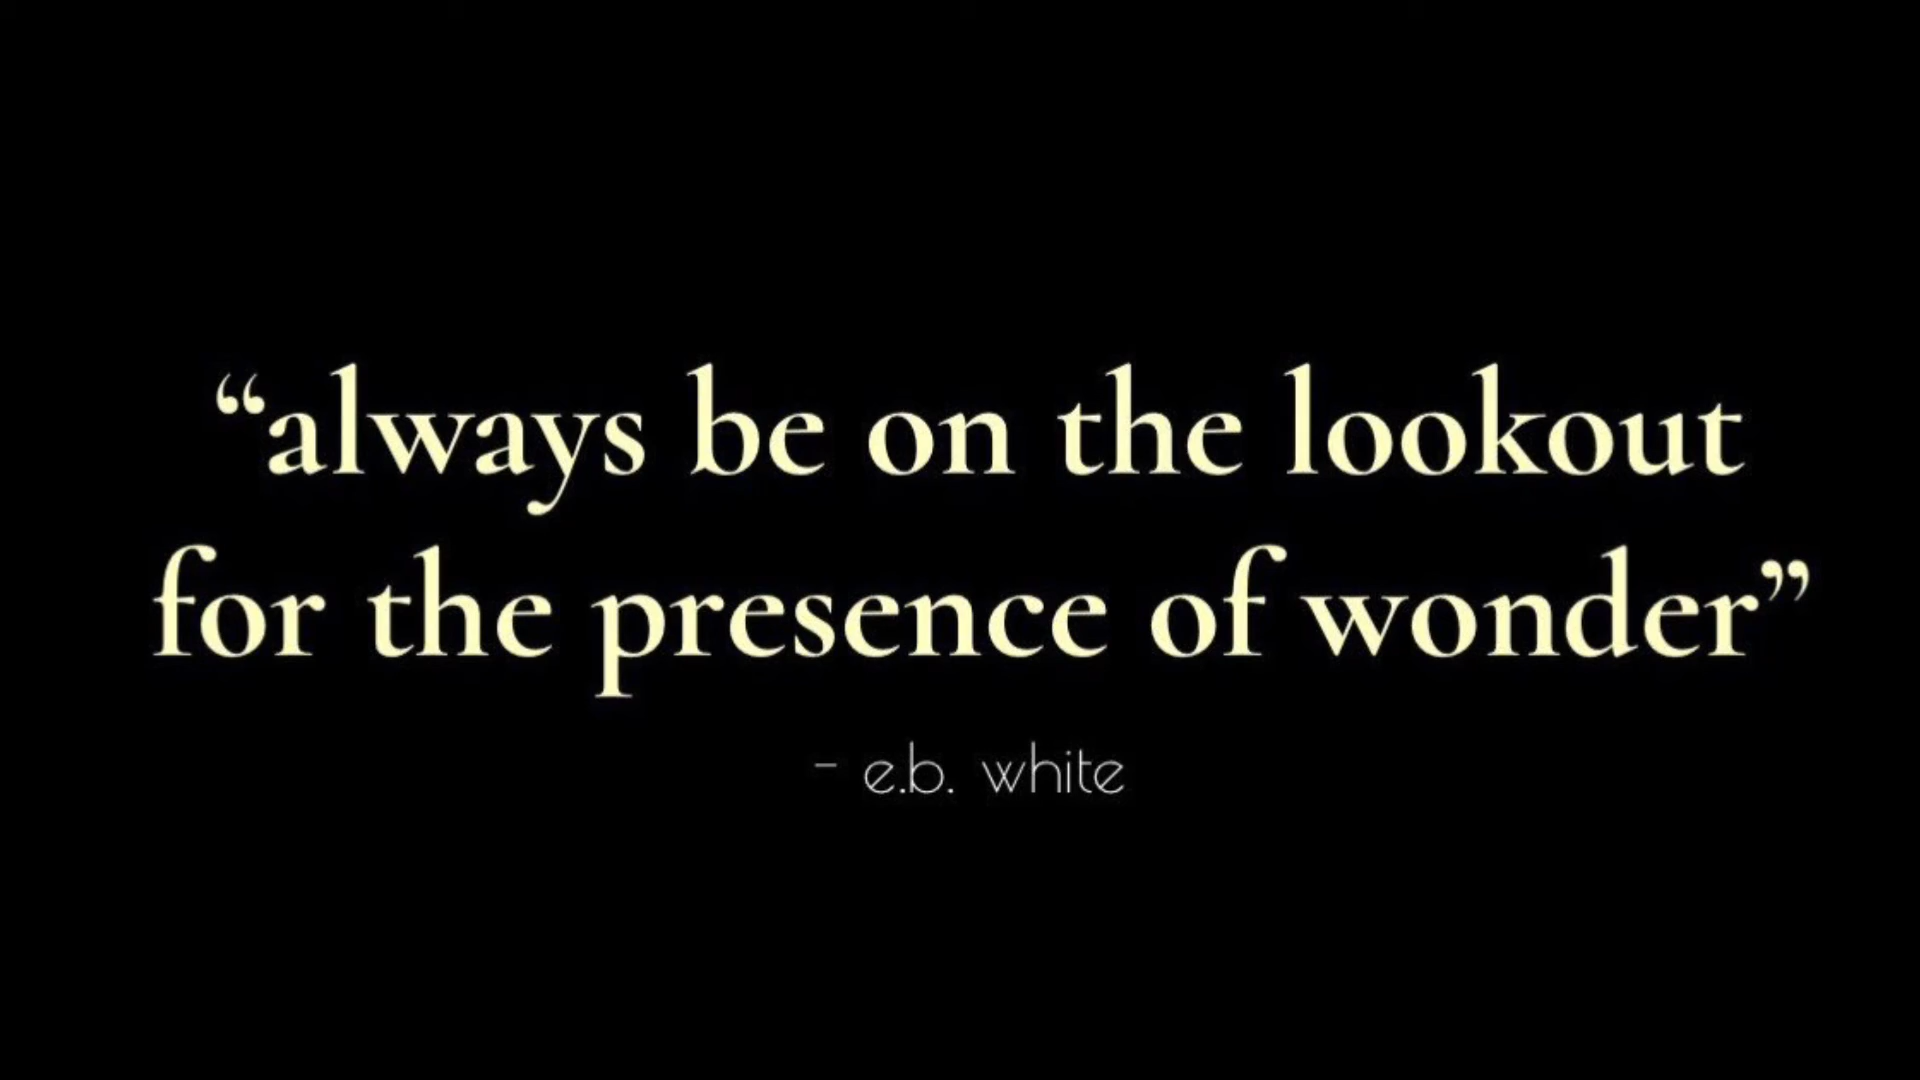 “always be on the lookout
for the presence of wonder”
- e.b. white